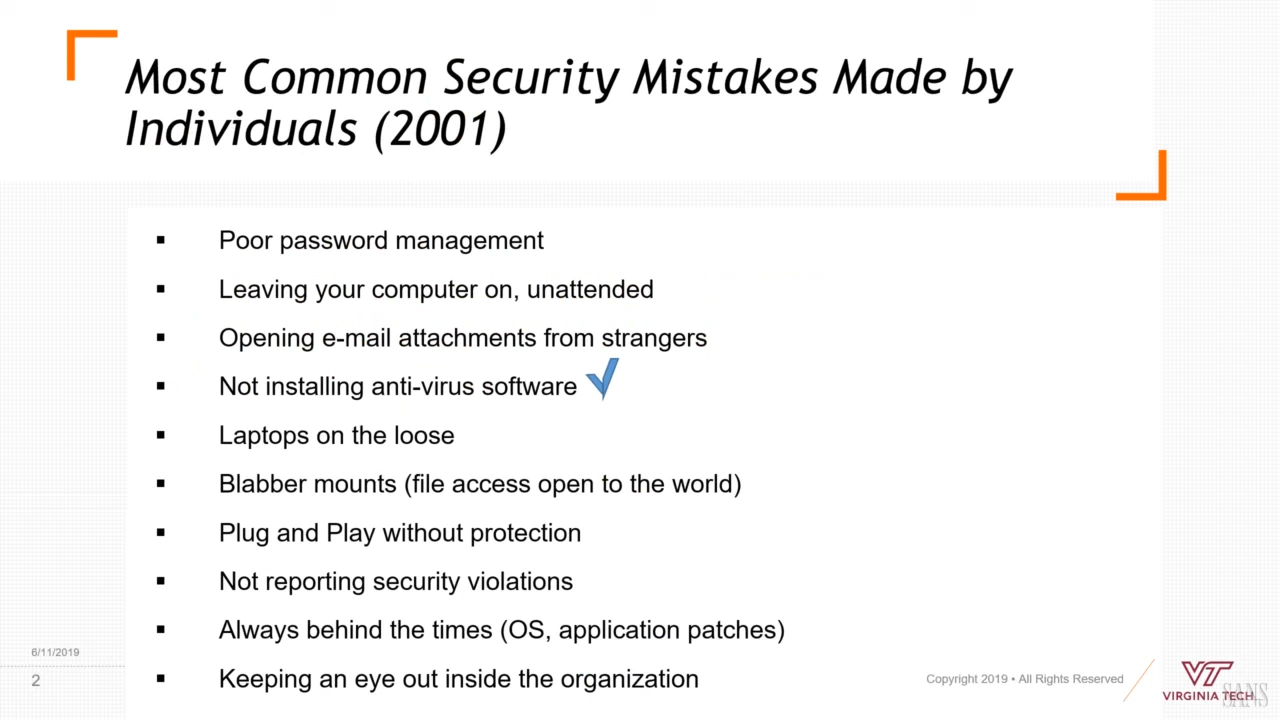 Most Common Security Mistakes Made by
Individuals (2001)
Poor password management
Leaving your computer on, unattended
Opening e-mail attachments from strangers
Not installing anti-virus software
Laptops on the loose
Blabber mounts (file access open to the world)
Plug and Play without protection
Not reporting security violations
Always behind the times (OS, application patches)
Keeping an eye out inside the organization
6/11/2019
2
Copyright 2019 • All Rights Reserved
VT
VIRGINIA TECH
SANS